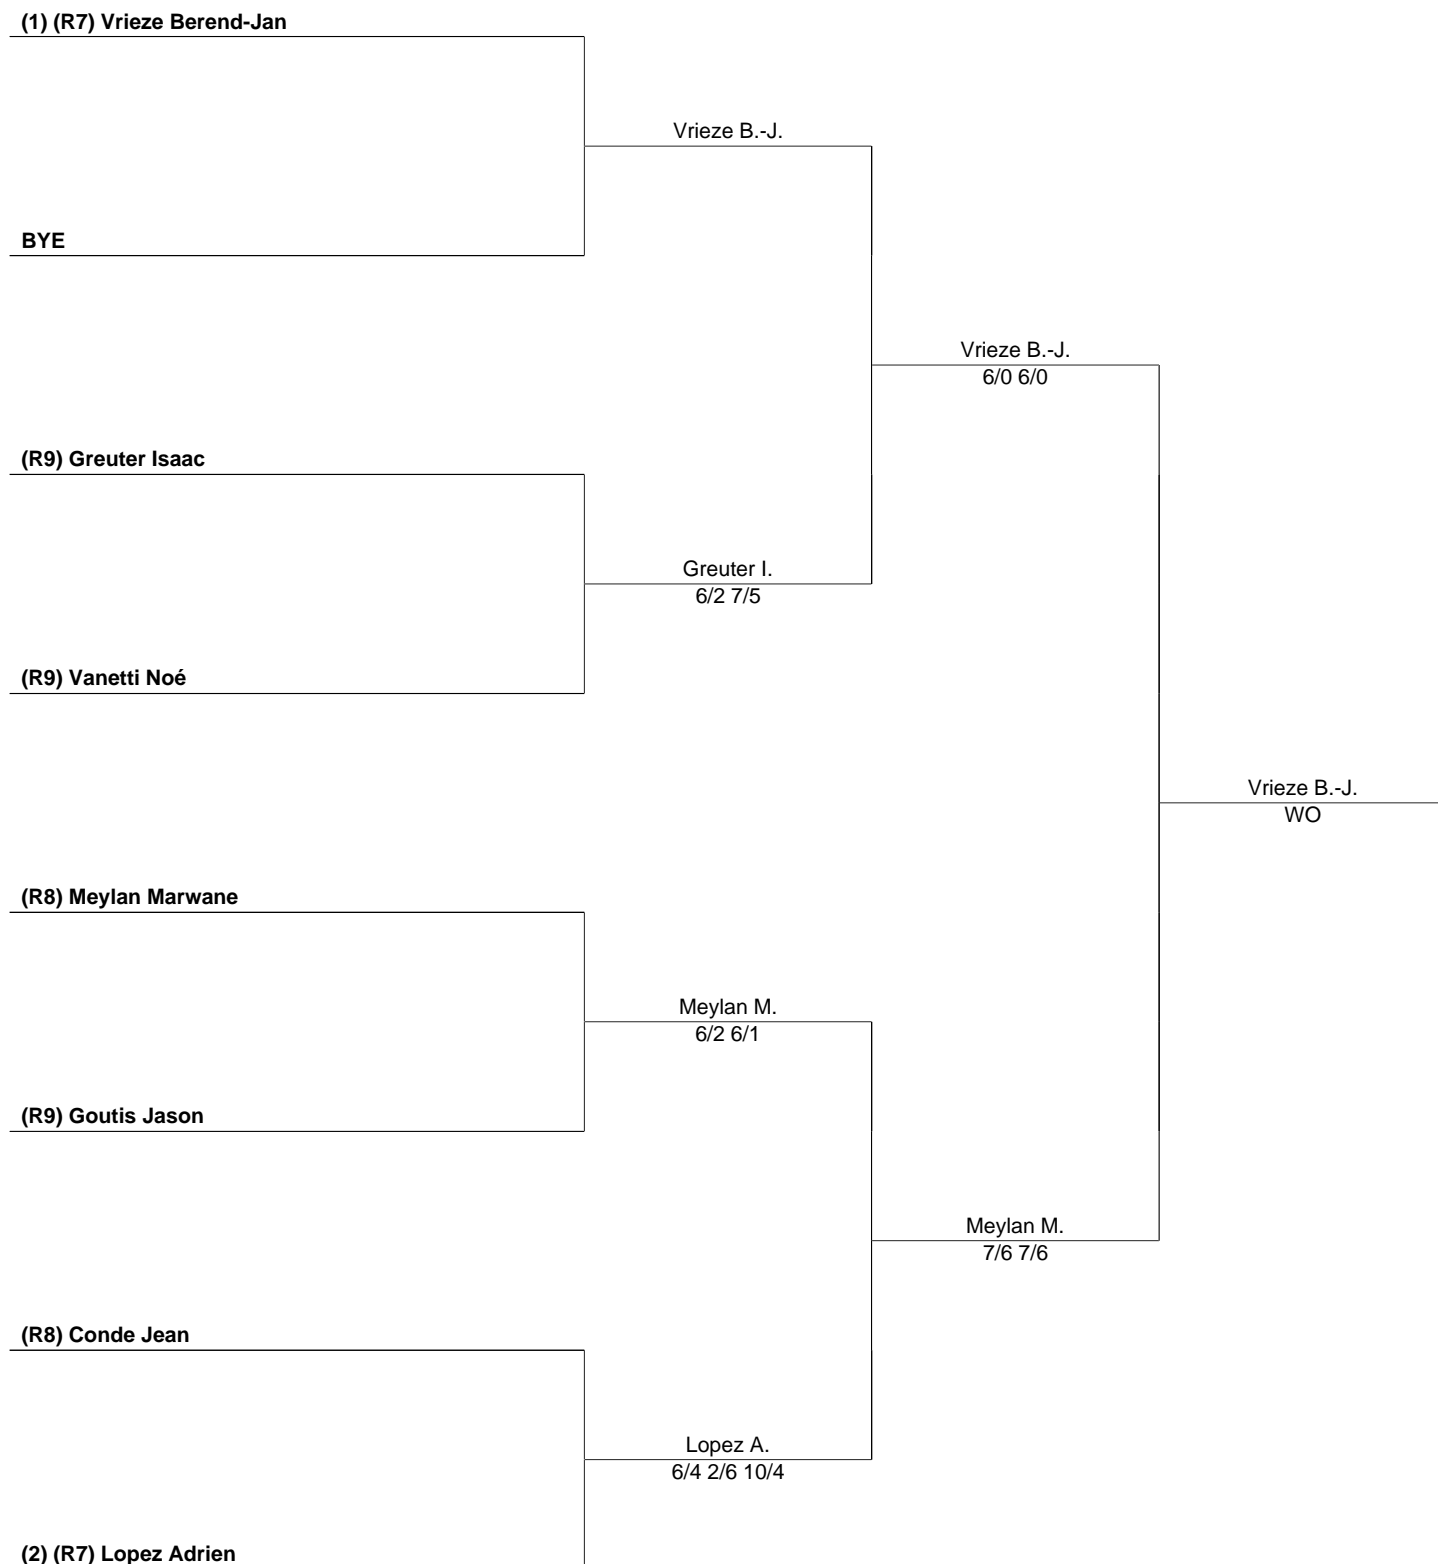 (1) (R7) Vrieze Berend-Jan
Vrieze B.-J.
BYE
Vrieze B.-J.
6/0 6/0
(R9) Greuter Isaac
Greuter I.
6/2 7/5
(R9) Vanetti Noé
Vrieze B.-J.
WO
(R8) Meylan Marwane
Meylan M.
6/2 6/1
(R9) Goutis Jason
Meylan M.
7/6 7/6
(R8) Conde Jean
Lopez A.
6/4 2/6 10/4
(2) (R7) Lopez Adrien